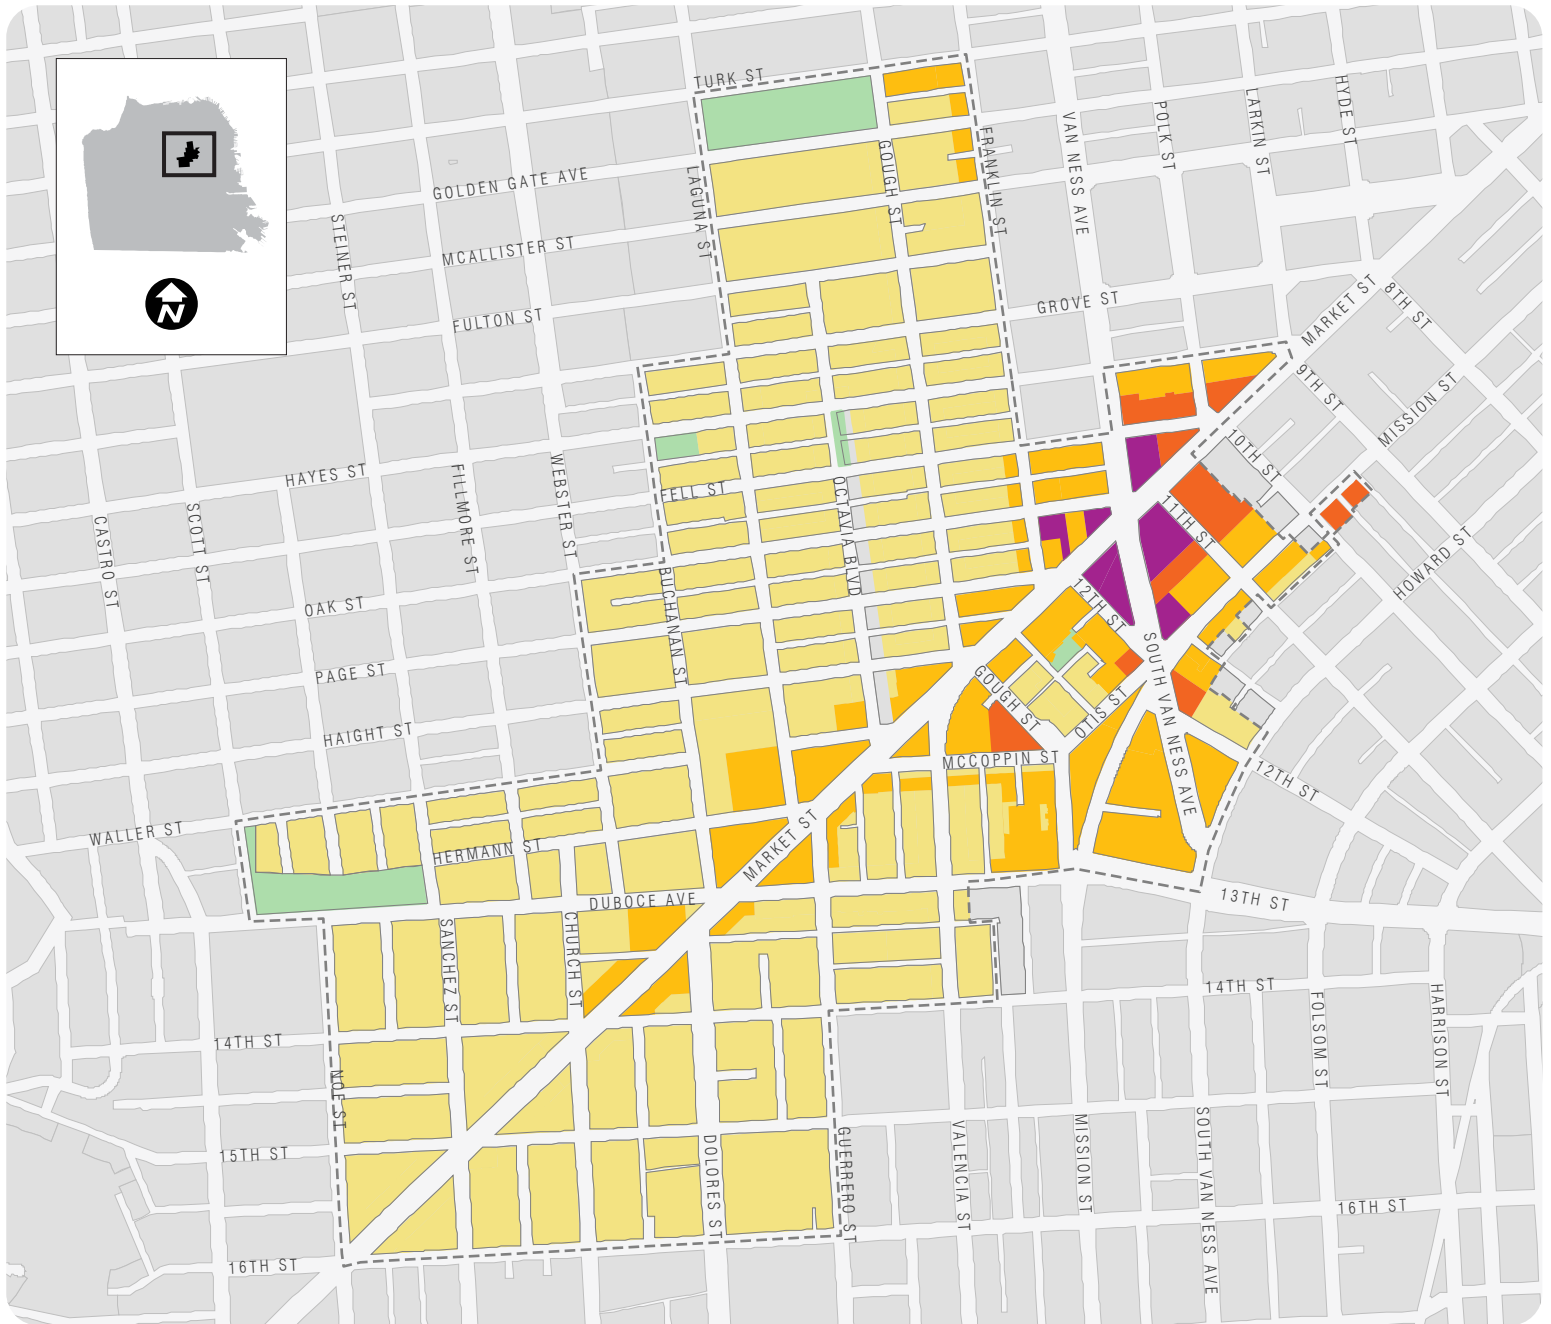 TURK ST
GOLDEN GATE AVE
MCALLISTER ST
FULTON ST
GROVE ST
STEINER ST
LAGUNA ST
GOUGH ST
FRANKLIN ST
VAN NESS AVE
POLK ST
LARKIN ST
HYDE ST
MARKET ST
8TH ST
9TH ST
MISSION ST
10TH ST
11TH ST
HOWARD ST
HAYES ST
FELL ST
OCTAVIA BLVD
WEBSTER ST
FILLMORE ST
SCOTT ST
CASTRO ST
OAK ST
BUCHANAN ST
PAGE ST
HAIGHT ST
12TH ST
SOUTH VAN NESS AVE
GOUGH ST
OTIS ST
MCCOPPIN ST
12TH ST
WALLER ST
HERMANN ST
MARKET ST
DUBOCE AVE
13TH ST
SANCHEZ ST
CHURCH ST
14TH ST
14TH ST
FOLSOM ST
HARRISON ST
NOE ST
15TH ST
DOLORES ST
GUERRERO ST
VALENCIA ST
MISSION ST
SOUTH VAN NESS AVE
16TH ST
16TH ST
N